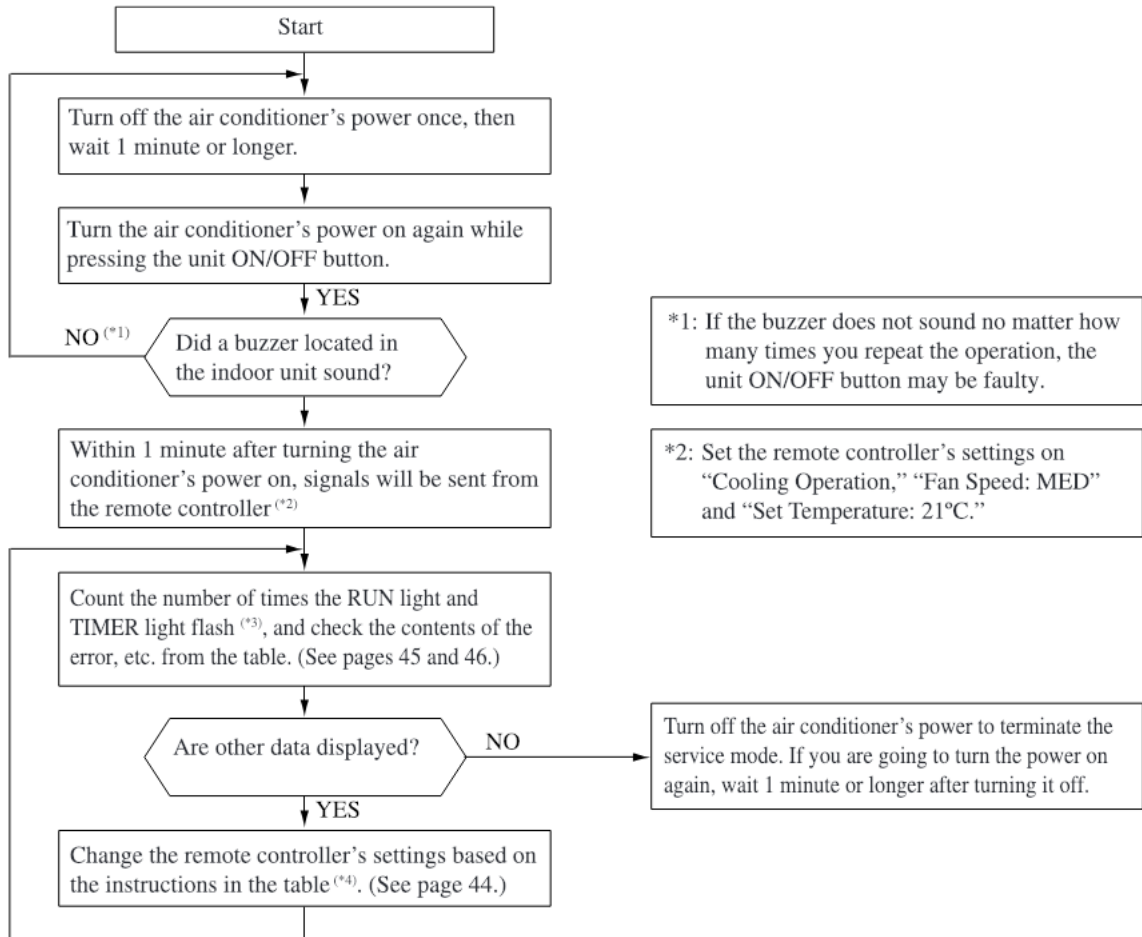 Start
Turn off the air conditioner’s power once, then
wait 1 minute or longer.
Turn the air conditioner’s power on again while
pressing the unit ON/OFF button.
YES
NO (*1)
Did a buzzer located in
the indoor unit sound?
*1: If the buzzer does not sound no matter how
many times you repeat the operation, the
unit ON/OFF button may be faulty.
Within 1 minute after turning the air
conditioner’s power on, signals will be sent from
the remote controller (*2)
*2: Set the remote controller’s settings on
“Cooling Operation,” “Fan Speed: MED”
and “Set Temperature: 21ºC.”
Count the number of times the RUN light and
TIMER light flash (*3), and check the contents of the
error, etc. from the table. (See pages 45 and 46.)
Are other data displayed?
NO
Turn off the air conditioner’s power to terminate the
service mode. If you are going to turn the power on
again, wait 1 minute or longer after turning it off.
YES
Change the remote controller’s settings based on
the instructions in the table (*4). (See page 44.)